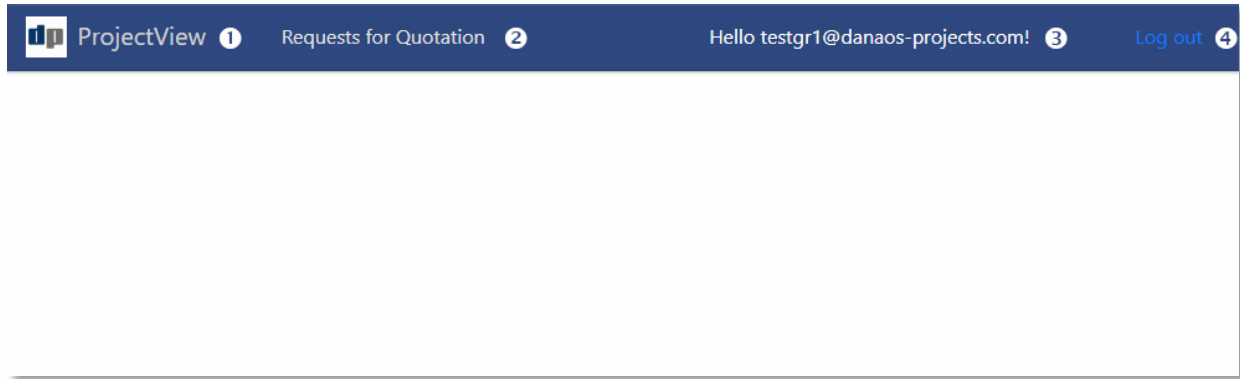 dp ProjectView 1 Requests for Quotation 2 Hello testgr1@danaos-projects.com! 3 Log out 4